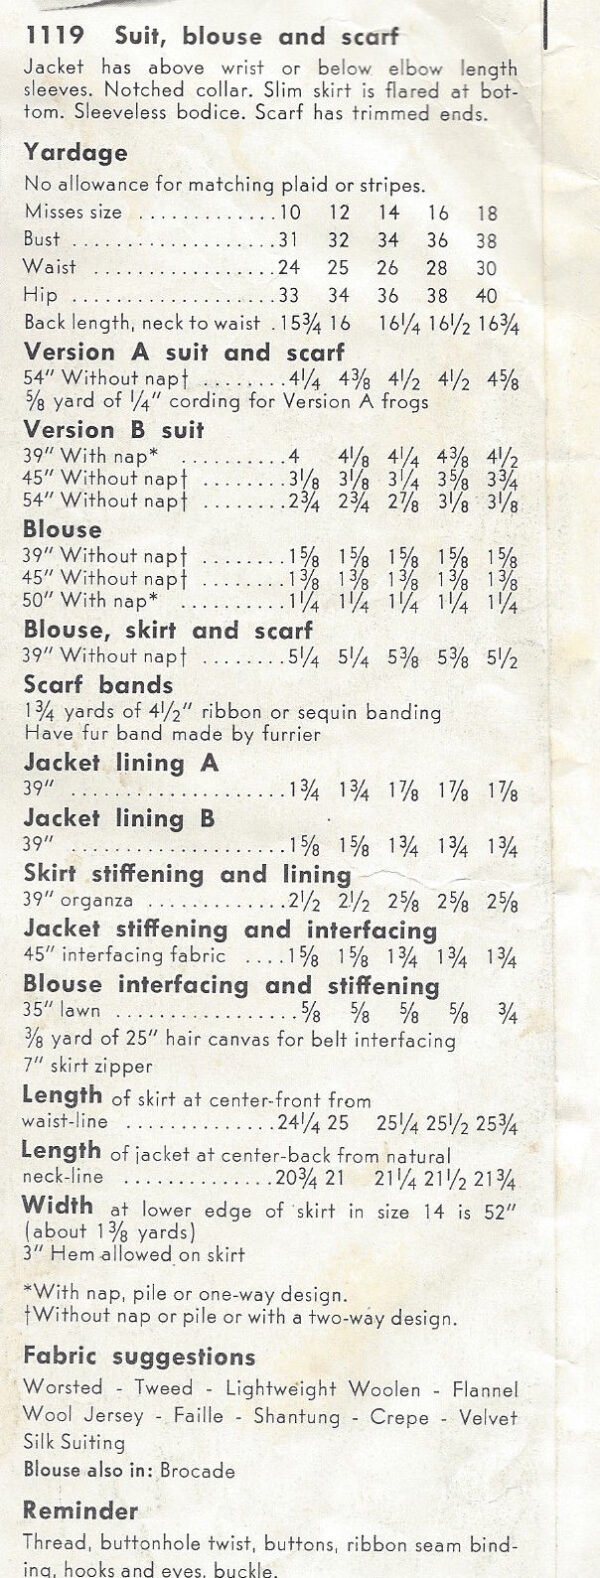 1119 Suit, blouse and scarf
Jacket has above wrist or below elbow length
sleeves. Notched collar. Slim skirt is flared at bot-
tom. Sleeveless bodice. Scarf has trimmed ends.
Yardage
No allowance for matching plaid or stripes.
Misses size .............10 12 14 16 18
Bust ...................31 32 34 36 38
Waist .................24 25 26 28 30
Hip ...................33 34 36 38 40
Back length, neck to waist .15¾ 16 16¼ 16½ 16¾
Version A suit and scarf
54" Without nap† ........4¼ 4⅜ 4½ 4½ 4⅝
⅝ yard of ¼" cording for Version A frogs
Version B suit
39" With nap* ..........4 4⅛ 4¼ 4⅜ 4½
45" Without nap† ........3⅛ 3⅛ 3¼ 3⅝ 3¾
54" Without nap† ........2¾ 2¾ 2⅞ 3⅛ 3⅛
Blouse
39" Without nap† ........1⅝ 1⅝ 1⅝ 1⅝ 1⅝
45" Without nap† ........1⅜ 1⅜ 1⅜ 1⅜ 1⅜
50" With nap* ..........1¼ 1¼ 1¼ 1¼ 1¼
Blouse, skirt and scarf
39" Without nap† ........5¼ 5¼ 5⅜ 5⅜ 5½
Scarf bands
1¾ yards of 4½" ribbon or sequin banding
Have fur band made by furrier
Jacket lining A
39" ....................1¾ 1¾ 1⅞ 1⅞ 1⅞
Jacket lining B
39" ....................1⅝ 1⅝ 1¾ 1¾ 1¾
Skirt stiffening and lining
39" organza .............2½ 2½ 2⅝ 2⅝ 2⅝
Jacket stiffening and interfacing
45" interfacing fabric ....1⅝ 1⅝ 1¾ 1¾ 1¾
Blouse interfacing and stiffening
35" lawn .................⅝ ⅝ ⅝ ⅝ ¾
⅜ yard of 25" hair canvas for belt interfacing
7" skirt zipper
Length of skirt at center-front from
waist-line ..............24¼ 25 25¼ 25½ 25¾
Length of jacket at center-back from natural
neck-line ..............20¾ 21 21¼ 21½ 21¾
Width at lower edge of skirt in size 14 is 52"
(about 1⅜ yards)
3" Hem allowed on skirt
*With nap, pile or one-way design.
†Without nap or pile or with a two-way design.
Fabric suggestions
Worsted - Tweed - Lightweight Woolen - Flannel
Wool Jersey - Faille - Shantung - Crepe - Velvet
Silk Suiting
Blouse also in: Brocade
Reminder
Thread, buttonhole twist, buttons, ribbon seam bind-
ing, hooks and eyes, buckle.